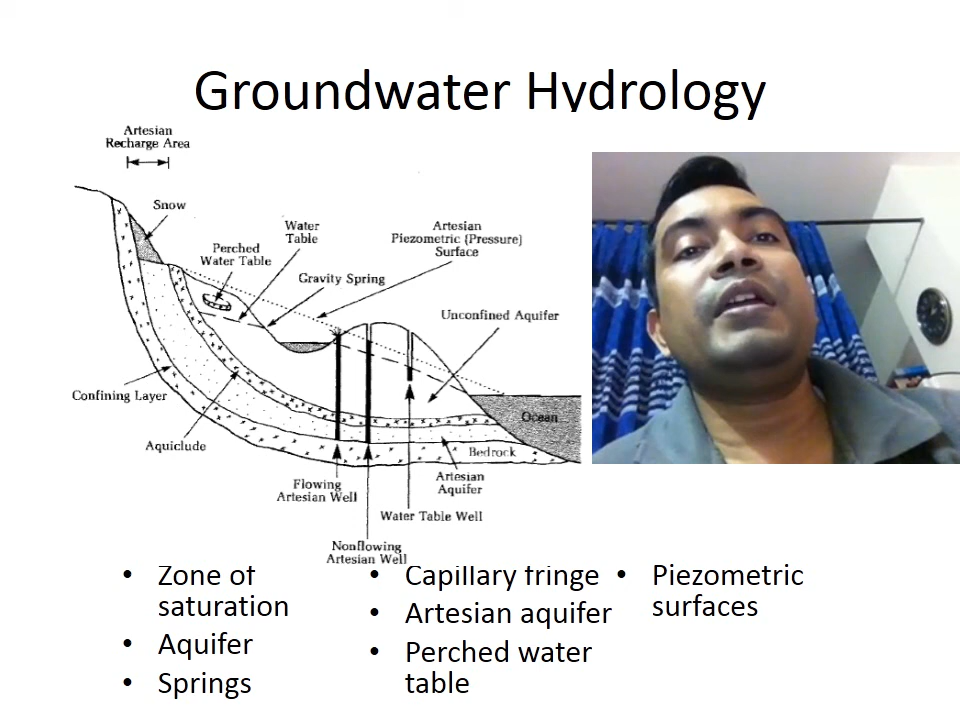 Groundwater Hydrology
Artesian
Recharge Area
Snow
Water
Table
Artesian
Piezometric (Pressure)
Surface
Perched
Water Table
Gravity Spring
Unconfined Aquifer
Confining Layer
Ocean
Aquiclude
Bedrock
Flowing
Artesian Well
Artesian
Aquifer
Water Table Well
Nonflowing
Artesian Well
• Zone of
saturation
• Aquifer
• Springs
• Capillary fringe
• Artesian aquifer
• Perched water
table
• Piezometric
surfaces